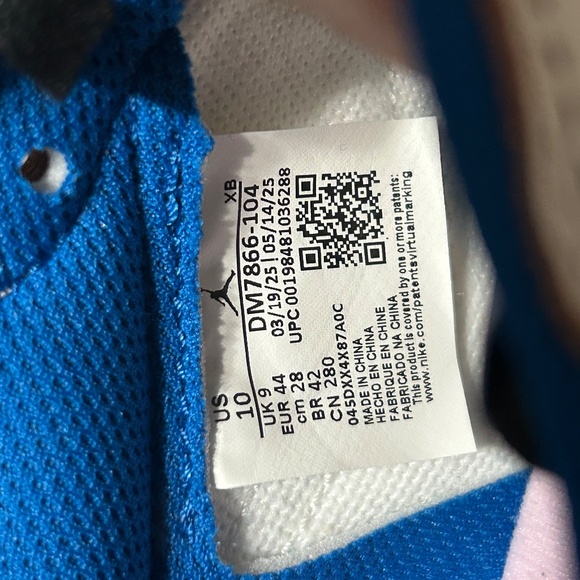 XB
DM7866-104
03/19/25 | 05/14/25
UPC 00198481036288
US
10
UK 9
EUR 44
cm 28
BR 42
CN 280
045DXX4X87A0C
MADE IN CHINA
HECHO EN CHINA
FABRIQUE EN CHINE
FABRICADO NA CHINA
This product is covered by one or more patents:
www.nike.com/patentsvirtualmarking